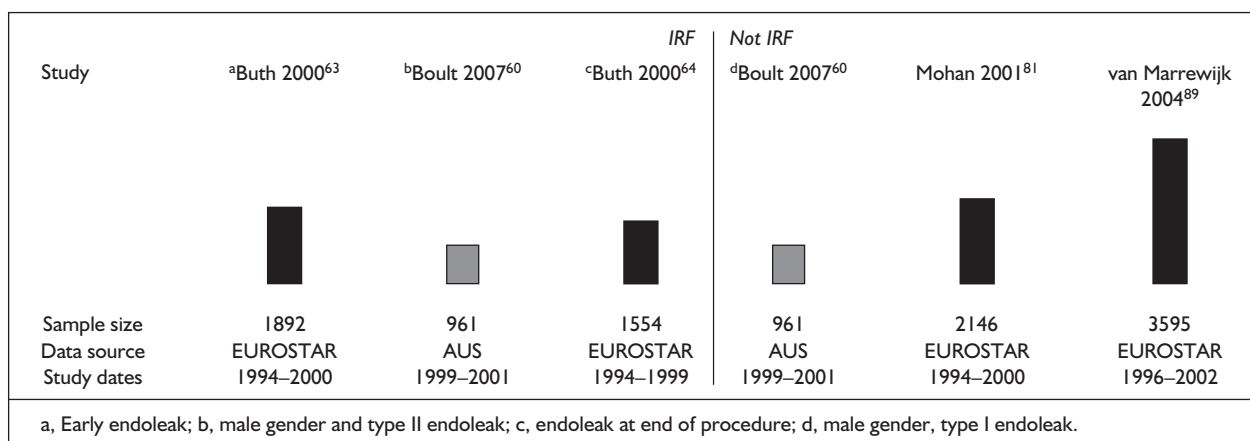 IRF | Not IRF
Study ᵃButh 2000⁶³ ᵇBoult 2007⁶⁰ ᶜButh 2000⁶⁴ ᵈBoult 2007⁶⁰ Mohan 2001⁸¹ van Marrewijk
2004⁸⁹
Sample size 1892 961 1554 961 2146 3595
Data source EUROSTAR AUS EUROSTAR AUS EUROSTAR EUROSTAR
Study dates 1994–2000 1999–2001 1994–1999 1999–2001 1994–2000 1996–2002
a, Early endoleak; b, male gender and type II endoleak; c, endoleak at end of procedure; d, male gender, type I endoleak.